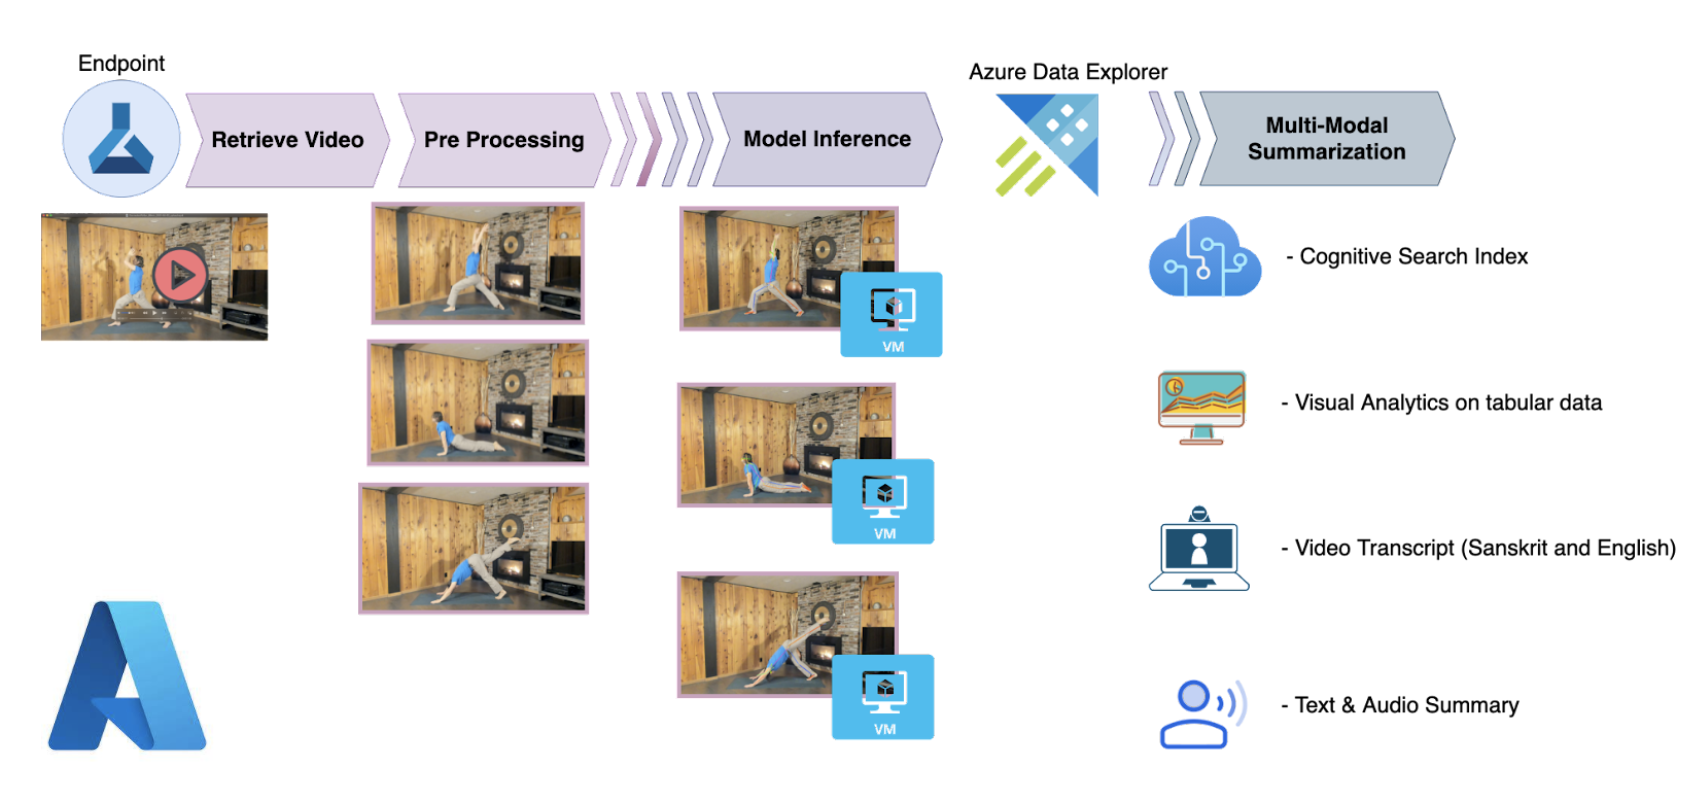 Endpoint
Azure Data Explorer
Retrieve Video
Pre Processing
Model Inference
Multi-Modal
Summarization
- Cognitive Search Index
VM
- Visual Analytics on tabular data
VM
- Video Transcript (Sanskrit and English)
VM
- Text & Audio Summary